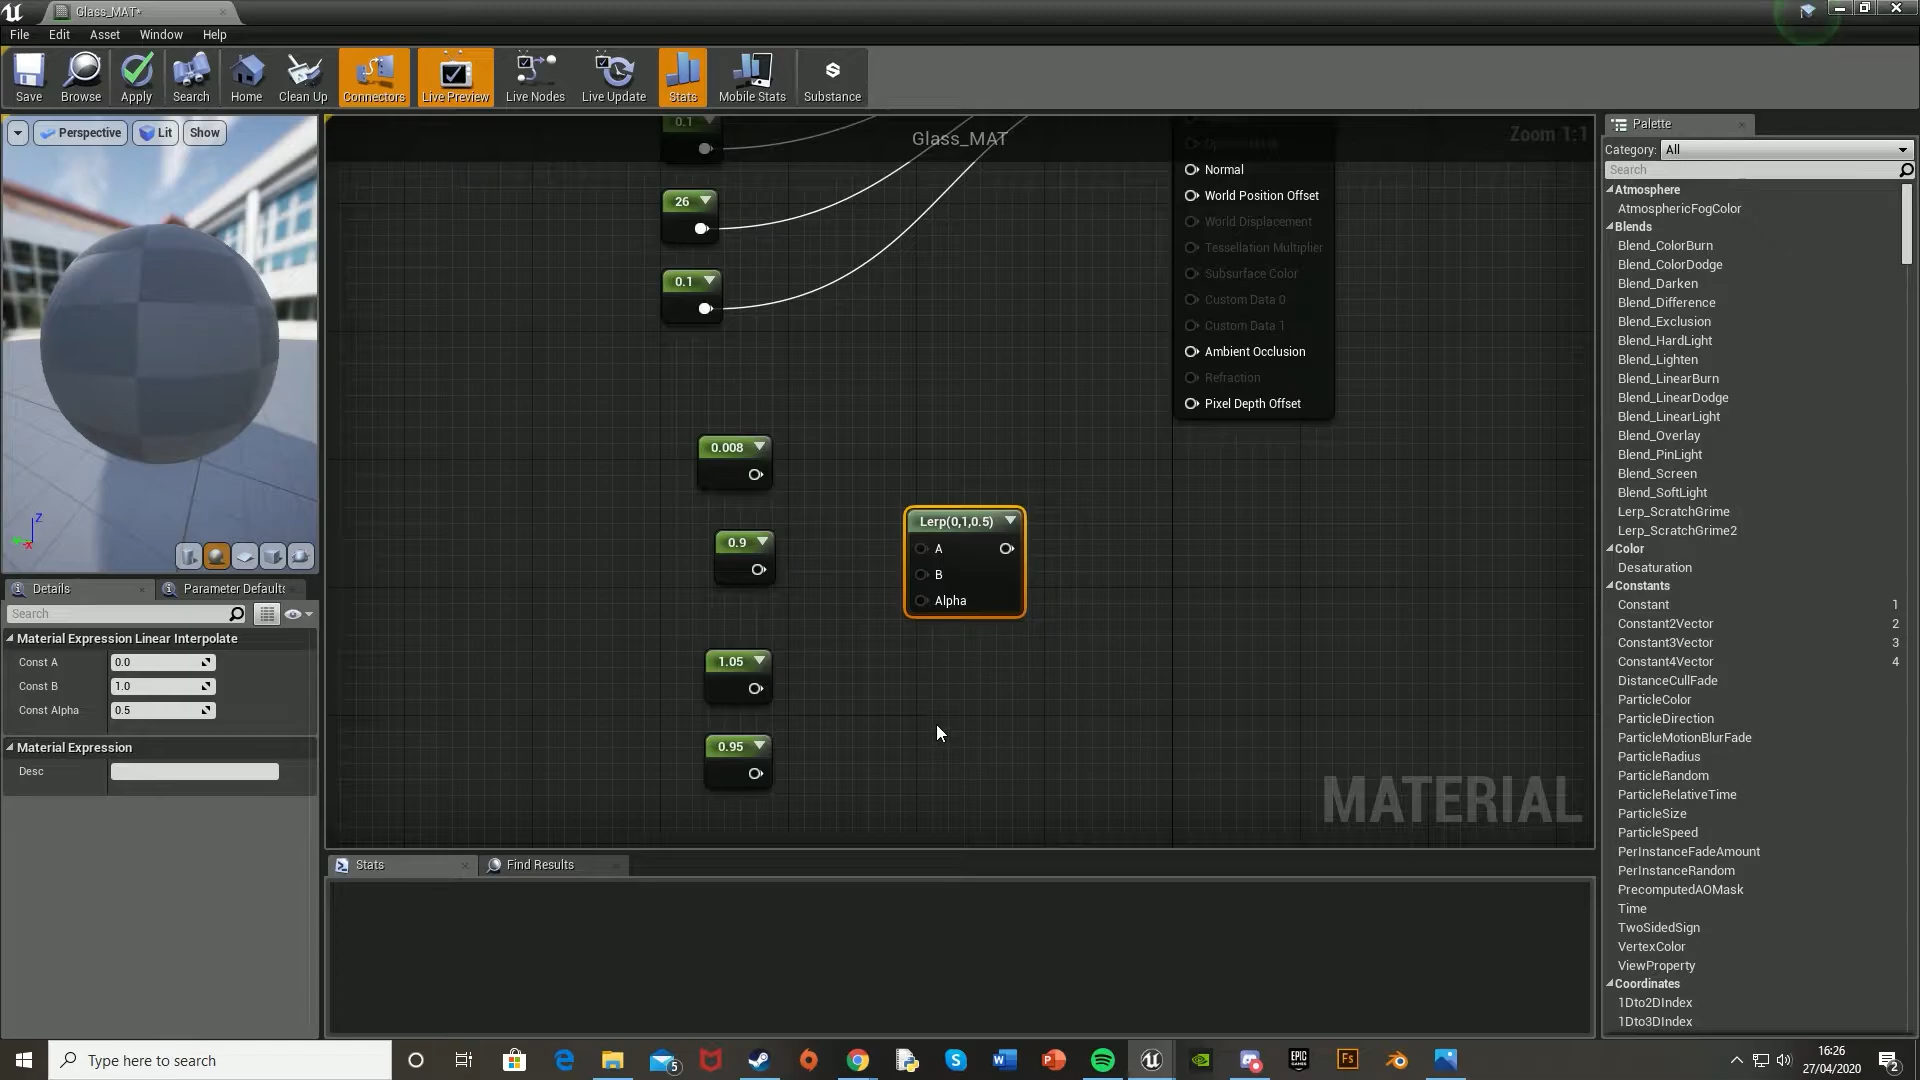 Glass_MAT*
File Edit Asset Window Help
Save Browse Apply Search Home Clean Up Connectors Live Preview Live Nodes Live Update Stats Mobile Stats Substance
Perspective Lit Show
Z
X
Details Parameter Defaults
Search
Material Expression Linear Interpolate
Const A 0.0
Const B 1.0
Const Alpha 0.5
Material Expression
Desc
Glass_MAT
Zoom 1:1
0.1
26
0.1
0.008
0.9
1.05
0.95
Lerp(0,1,0.5)
A
B
Alpha
Opacity Mask
Normal
World Position Offset
World Displacement
Tessellation Multiplier
Subsurface Color
Custom Data 0
Custom Data 1
Ambient Occlusion
Refraction
Pixel Depth Offset
MATERIAL
Stats Find Results
Palette
Category: All
Search
Atmosphere
AtmosphericFogColor
Blends
Blend_ColorBurn
Blend_ColorDodge
Blend_Darken
Blend_Difference
Blend_Exclusion
Blend_HardLight
Blend_Lighten
Blend_LinearBurn
Blend_LinearDodge
Blend_LinearLight
Blend_Overlay
Blend_PinLight
Blend_Screen
Blend_SoftLight
Lerp_ScratchGrime
Lerp_ScratchGrime2
Color
Desaturation
Constants
Constant 1
Constant2Vector 2
Constant3Vector 3
Constant4Vector 4
DistanceCullFade
ParticleColor
ParticleDirection
ParticleMotionBlurFade
ParticleRadius
ParticleRandom
ParticleRelativeTime
ParticleSize
ParticleSpeed
PerInstanceFadeAmount
PerInstanceRandom
PrecomputedAOMask
Time
TwoSidedSign
VertexColor
ViewProperty
Coordinates
1Dto2DIndex
1Dto3DIndex
Type here to search
5
Fs
16:26
27/04/2020
2